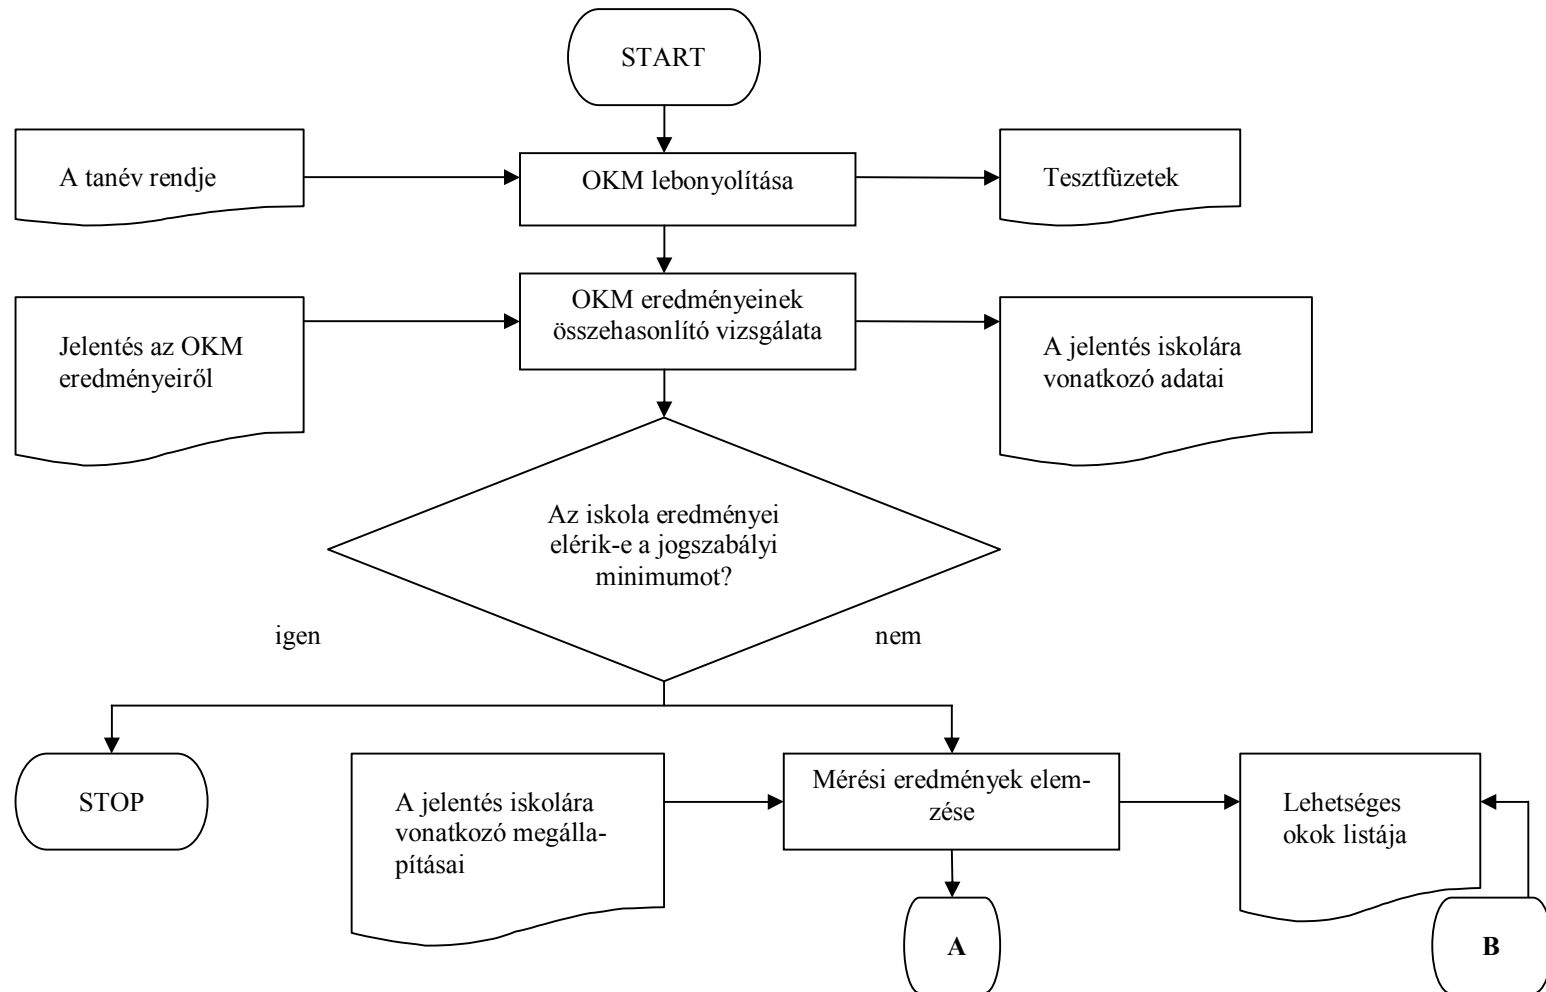 START
A tanév rendje
OKM lebonyolítása
Tesztfüzetek
Jelentés az OKM
eredményeiről
OKM eredményeinek
összehasonlító vizsgálata
A jelentés iskolára
vonatkozó adatai
Az iskola eredményei
elérik-e a jogszabályi
minimumot?
igen
nem
STOP
A jelentés iskolára
vonatkozó megálla-
pításai
Mérési eredmények elem-
zése
Lehetséges
okok listája
A
B